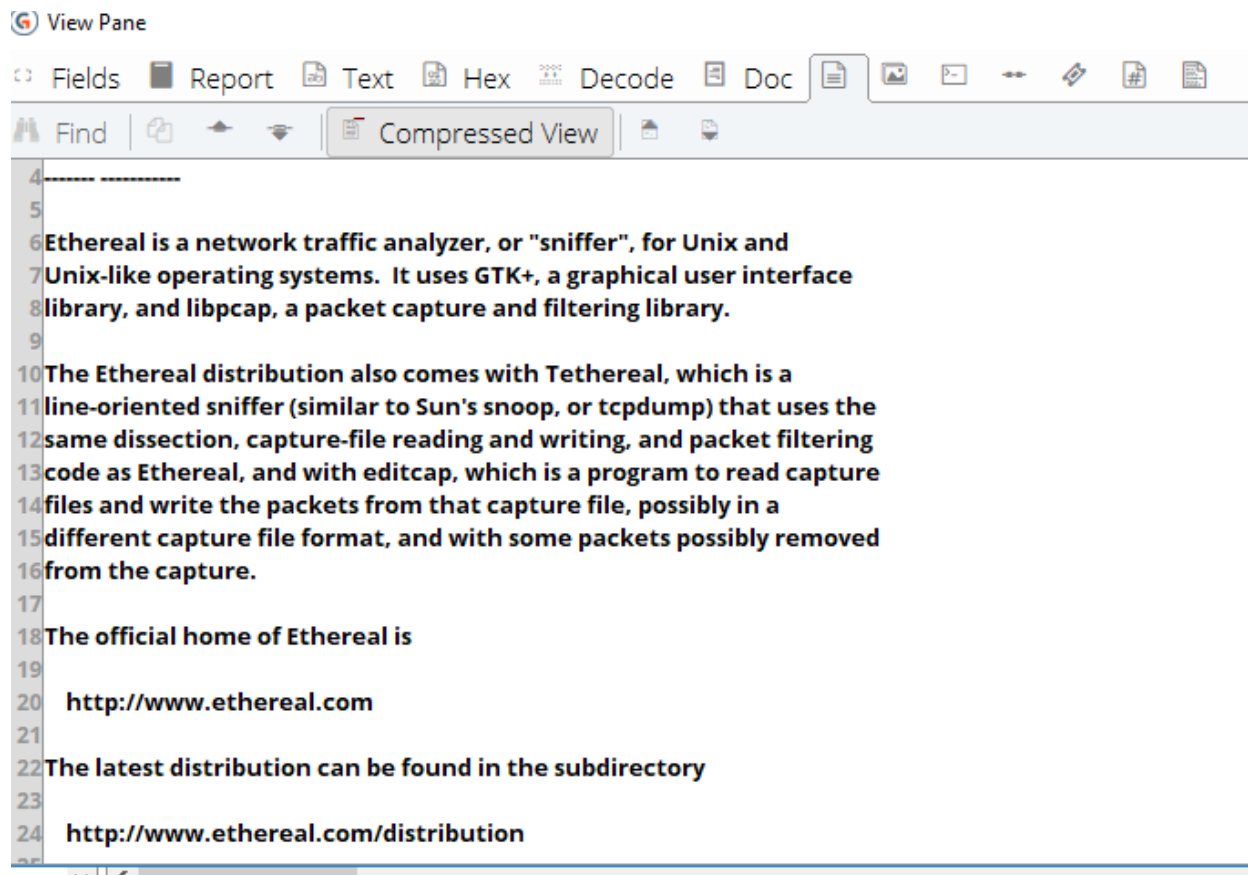 View Pane
Fields Report Text Hex Decode Doc
Find Compressed View
4------- -----------
5
6Ethereal is a network traffic analyzer, or "sniffer", for Unix and
7Unix-like operating systems.  It uses GTK+, a graphical user interface
8library, and libpcap, a packet capture and filtering library.
9
10The Ethereal distribution also comes with Tethereal, which is a
11line-oriented sniffer (similar to Sun's snoop, or tcpdump) that uses the
12same dissection, capture-file reading and writing, and packet filtering
13code as Ethereal, and with editcap, which is a program to read capture
14files and write the packets from that capture file, possibly in a
15different capture file format, and with some packets possibly removed
16from the capture.
17
18The official home of Ethereal is
19
20 http://www.ethereal.com
21
22The latest distribution can be found in the subdirectory
23
24 http://www.ethereal.com/distribution